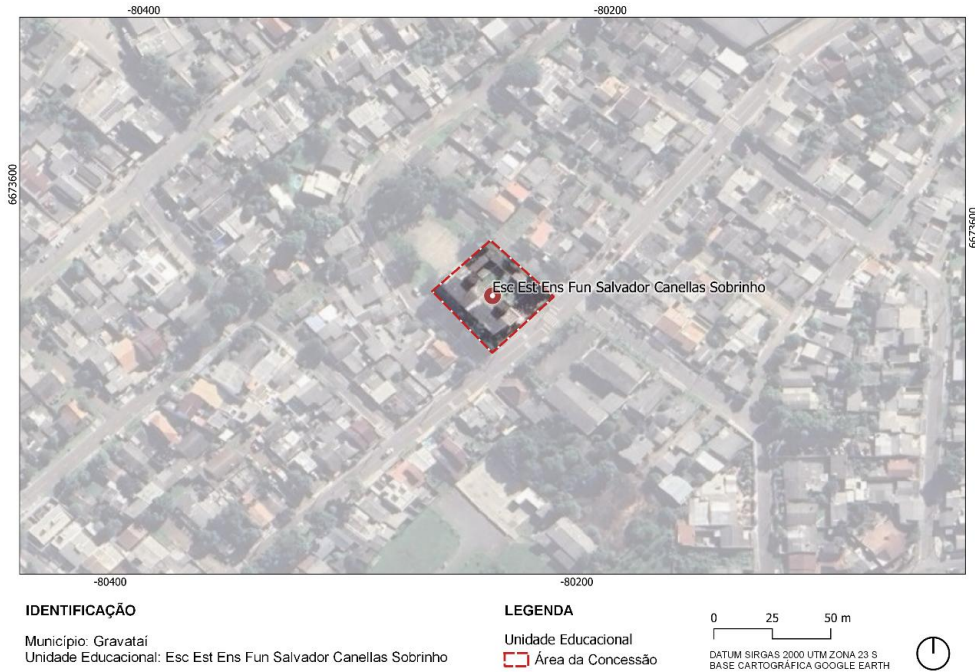 -80400
-80200
6673600
6673600
Esc Est Ens Fun Salvador Canellas Sobrinho
-80400
-80200
IDENTIFICAÇÃO
Município: Gravataí
Unidade Educacional: Esc Est Ens Fun Salvador Canellas Sobrinho
LEGENDA
Unidade Educacional
Área da Concessão
0 25 50 m
DATUM SIRGAS 2000 UTM ZONA 23 S
BASE CARTOGRÁFICA GOOGLE EARTH